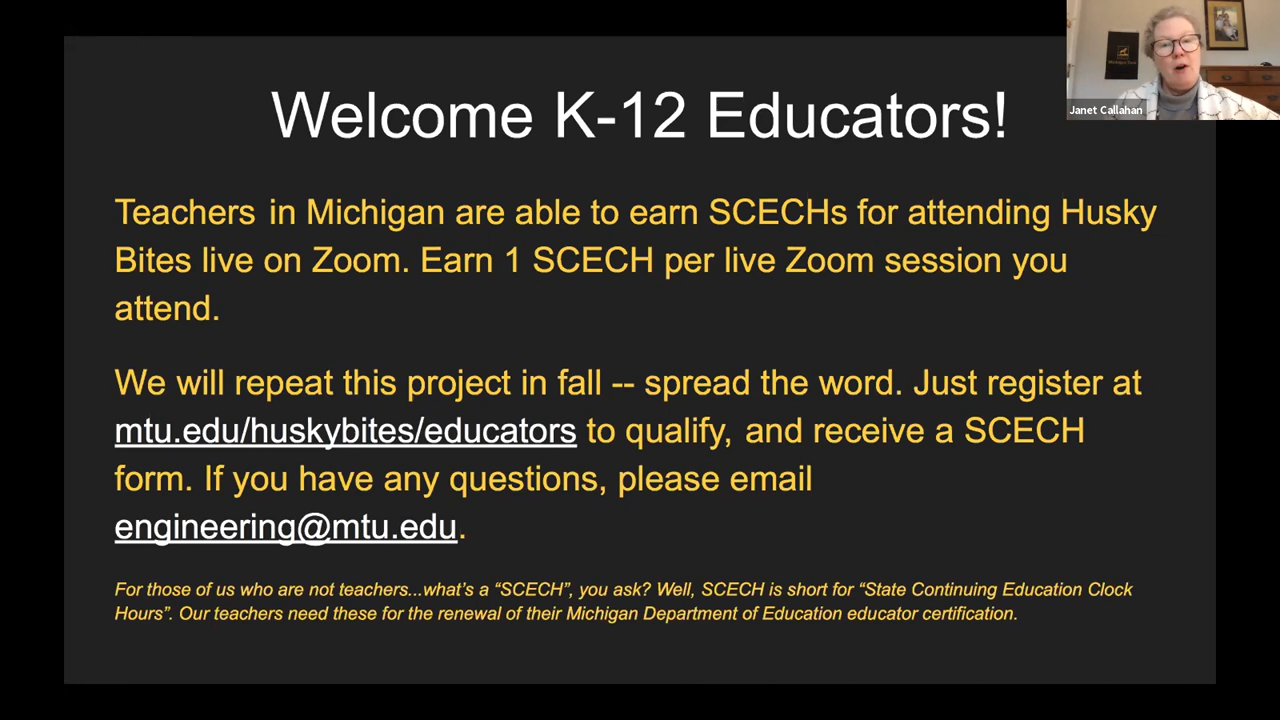 Welcome K-12 Educators!
Janet Callahan
Teachers in Michigan are able to earn SCECHs for attending Husky
Bites live on Zoom. Earn 1 SCECH per live Zoom session you
attend.
We will repeat this project in fall -- spread the word. Just register at
mtu.edu/huskybites/educators to qualify, and receive a SCECH
form. If you have any questions, please email
engineering@mtu.edu.
For those of us who are not teachers...what's a “SCECH”, you ask? Well, SCECH is short for “State Continuing Education Clock
Hours”. Our teachers need these for the renewal of their Michigan Department of Education educator certification.